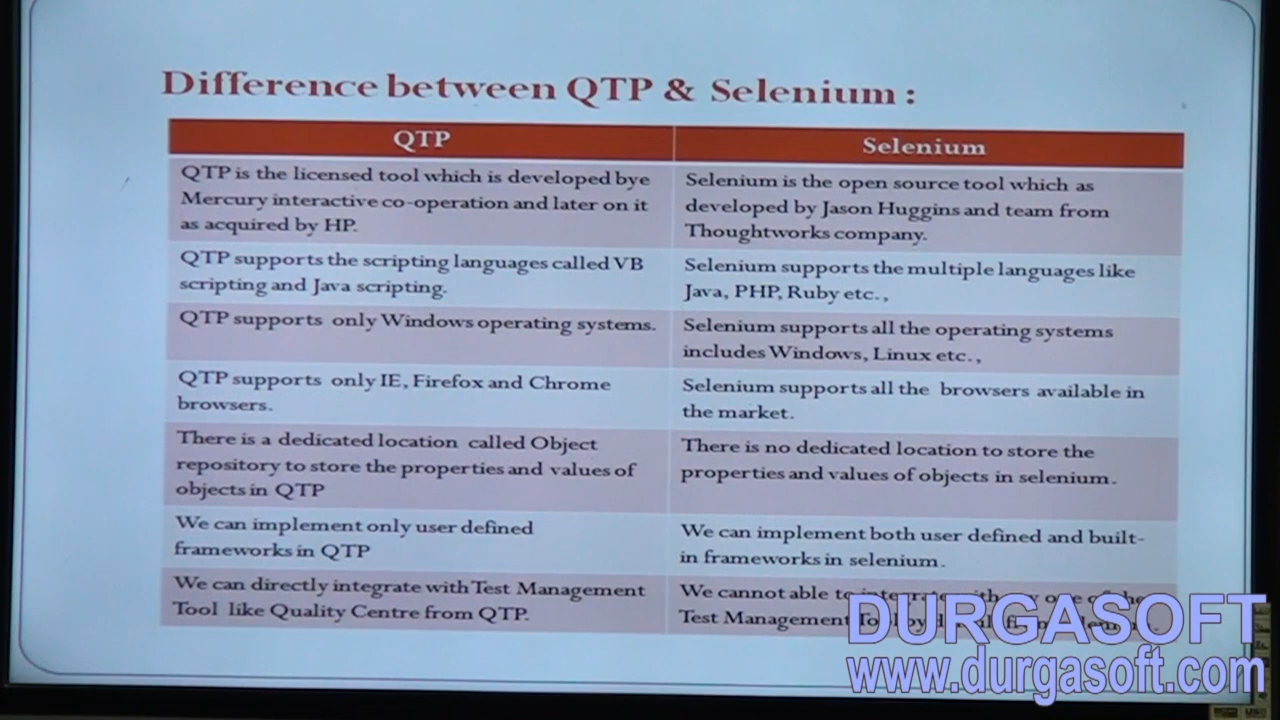 Difference between QTP & Selenium :
QTP
Selenium
QTP is the licensed tool which is developed bye
Mercury interactive co-operation and later on it
as acquired by HP.
Selenium is the open source tool which as
developed by Jason Huggins and team from
Thoughtworks company.
QTP supports the scripting languages called VB
scripting and Java scripting.
Selenium supports the multiple languages like
Java, PHP, Ruby etc.,
QTP supports only Windows operating systems.
Selenium supports all the operating systems
includes Windows, Linux etc.,
QTP supports only IE, Firefox and Chrome
browsers.
Selenium supports all the browsers available in
the market.
There is a dedicated location called Object
repository to store the properties and values of
objects in QTP
There is no dedicated location to store the
properties and values of objects in selenium.
We can implement only user defined
frameworks in QTP
We can implement both user defined and built-
in frameworks in selenium.
We can directly integrate with Test Management
Tool like Quality Centre from QTP.
We cannot able to integrate
Test Management
DURGASOFT
www.durgasoft.com